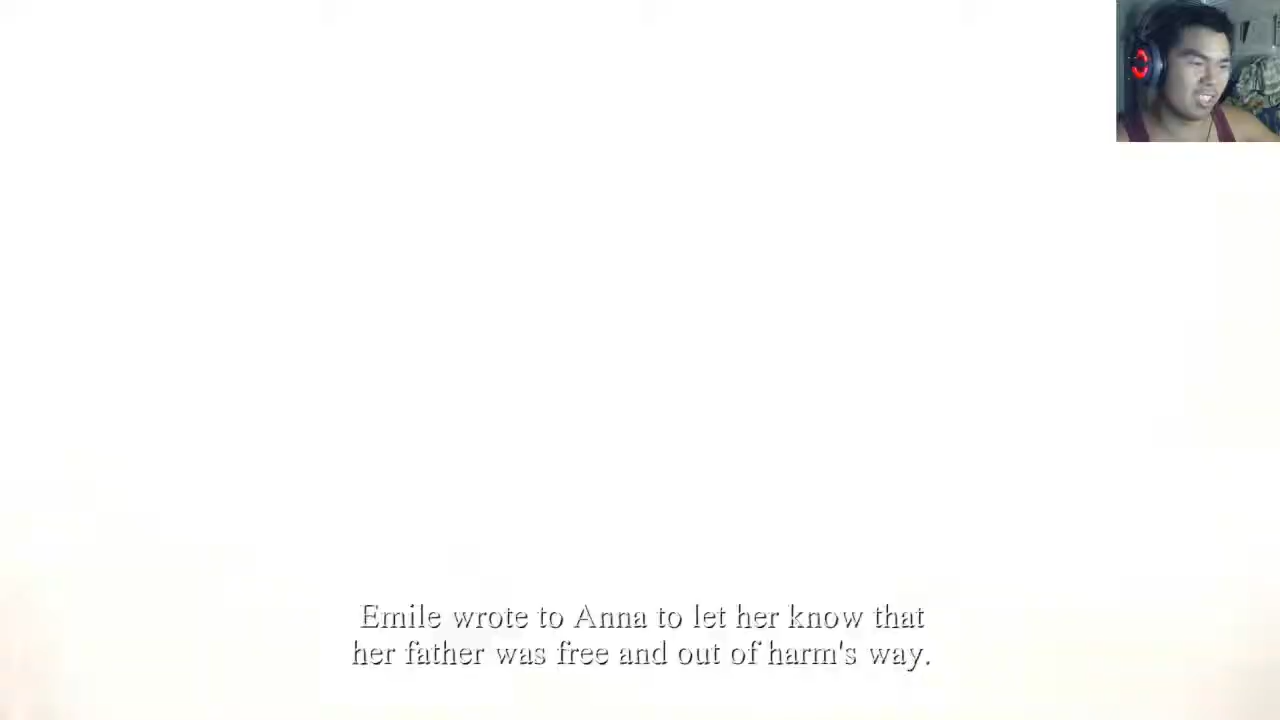 Emile wrote to Anna to let her know that
her father was free and out of harm's way.